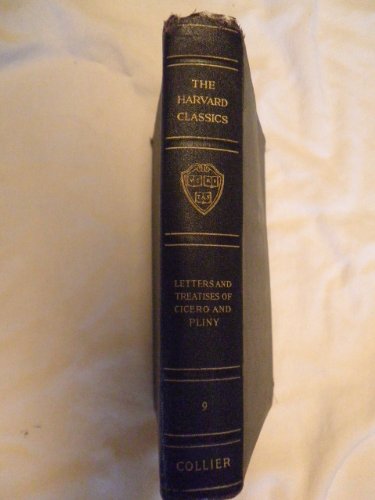 THE
HARVARD
CLASSICS
LETTERS AND
TREATISES OF
CICERO AND
PLINY
9
COLLIER